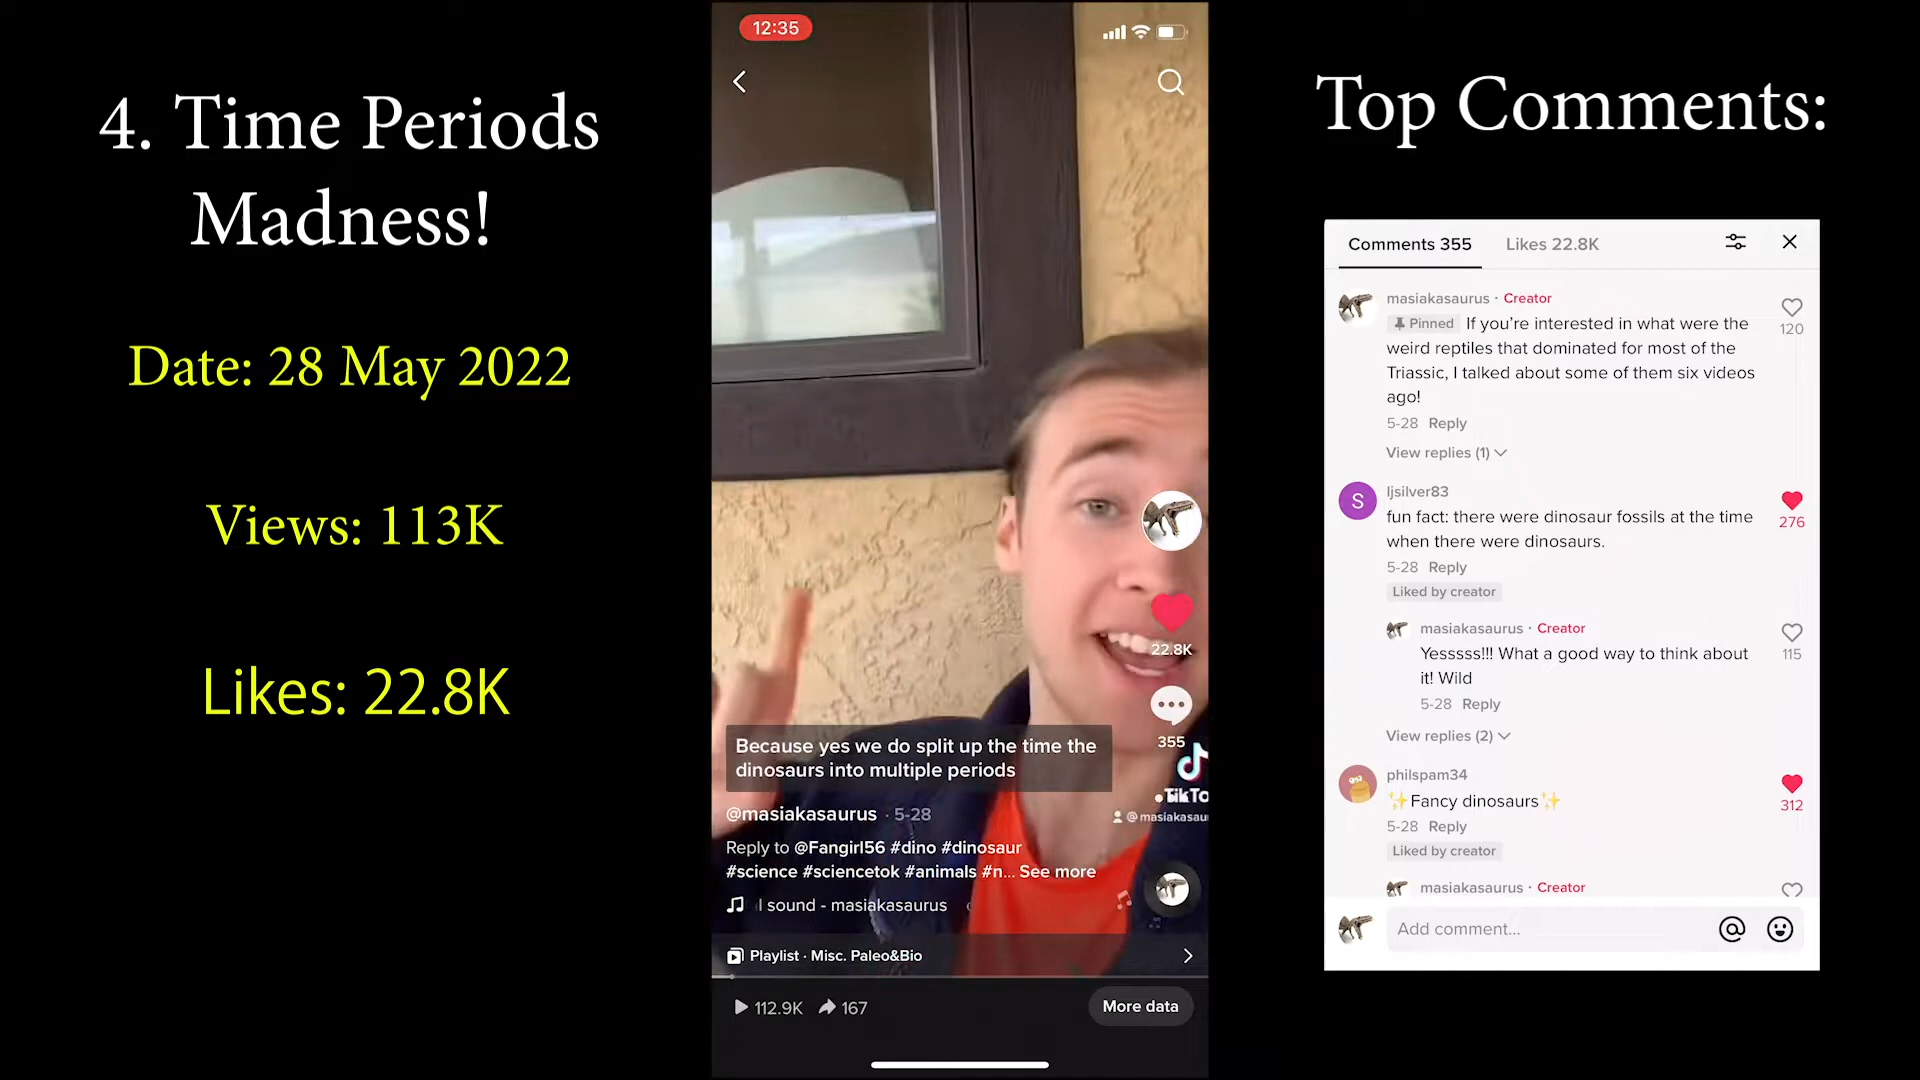 4. Time Periods
Madness!
Date: 28 May 2022
Views: 113K
Likes: 22.8K
12:35
22.8K
355
Because yes we do split up the time the
dinosaurs into multiple periods
@masiakasaurus · 5-28
Reply to @Fangirl56 #dino #dinosaur
#science #sciencetok #animals #n... See more
l sound - masiakasaurus
Playlist · Misc. Paleo&Bio
112.9K 167
More data
TikTo
@masiakasau
Top Comments:
Comments 355 Likes 22.8K
masiakasaurus · Creator
Pinned If you're interested in what were the
weird reptiles that dominated for most of the
Triassic, I talked about some of them six videos
ago!
120
5-28 Reply
View replies (1)
S
ljsilver83
fun fact: there were dinosaur fossils at the time
when there were dinosaurs.
276
5-28 Reply
Liked by creator
masiakasaurus · Creator
Yesssss!!! What a good way to think about
it! Wild
115
5-28 Reply
View replies (2)
philspam34
✨Fancy dinosaurs✨
312
5-28 Reply
Liked by creator
masiakasaurus · Creator
Add comment...